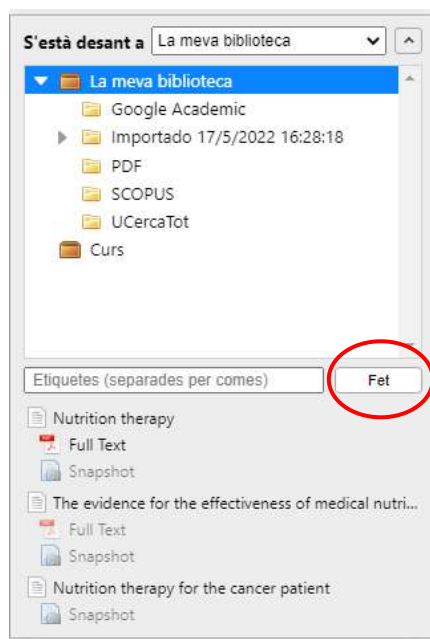 S'està desant a La meva biblioteca
La meva biblioteca
Google Academic
Importado 17/5/2022 16:28:18
PDF
SCOPUS
UCercaTot
Curs
Etiquetes (separades per comes) Fet
Nutrition therapy
Full Text
Snapshot
The evidence for the effectiveness of medical nutri...
Full Text
Snapshot
Nutrition therapy for the cancer patient
Snapshot